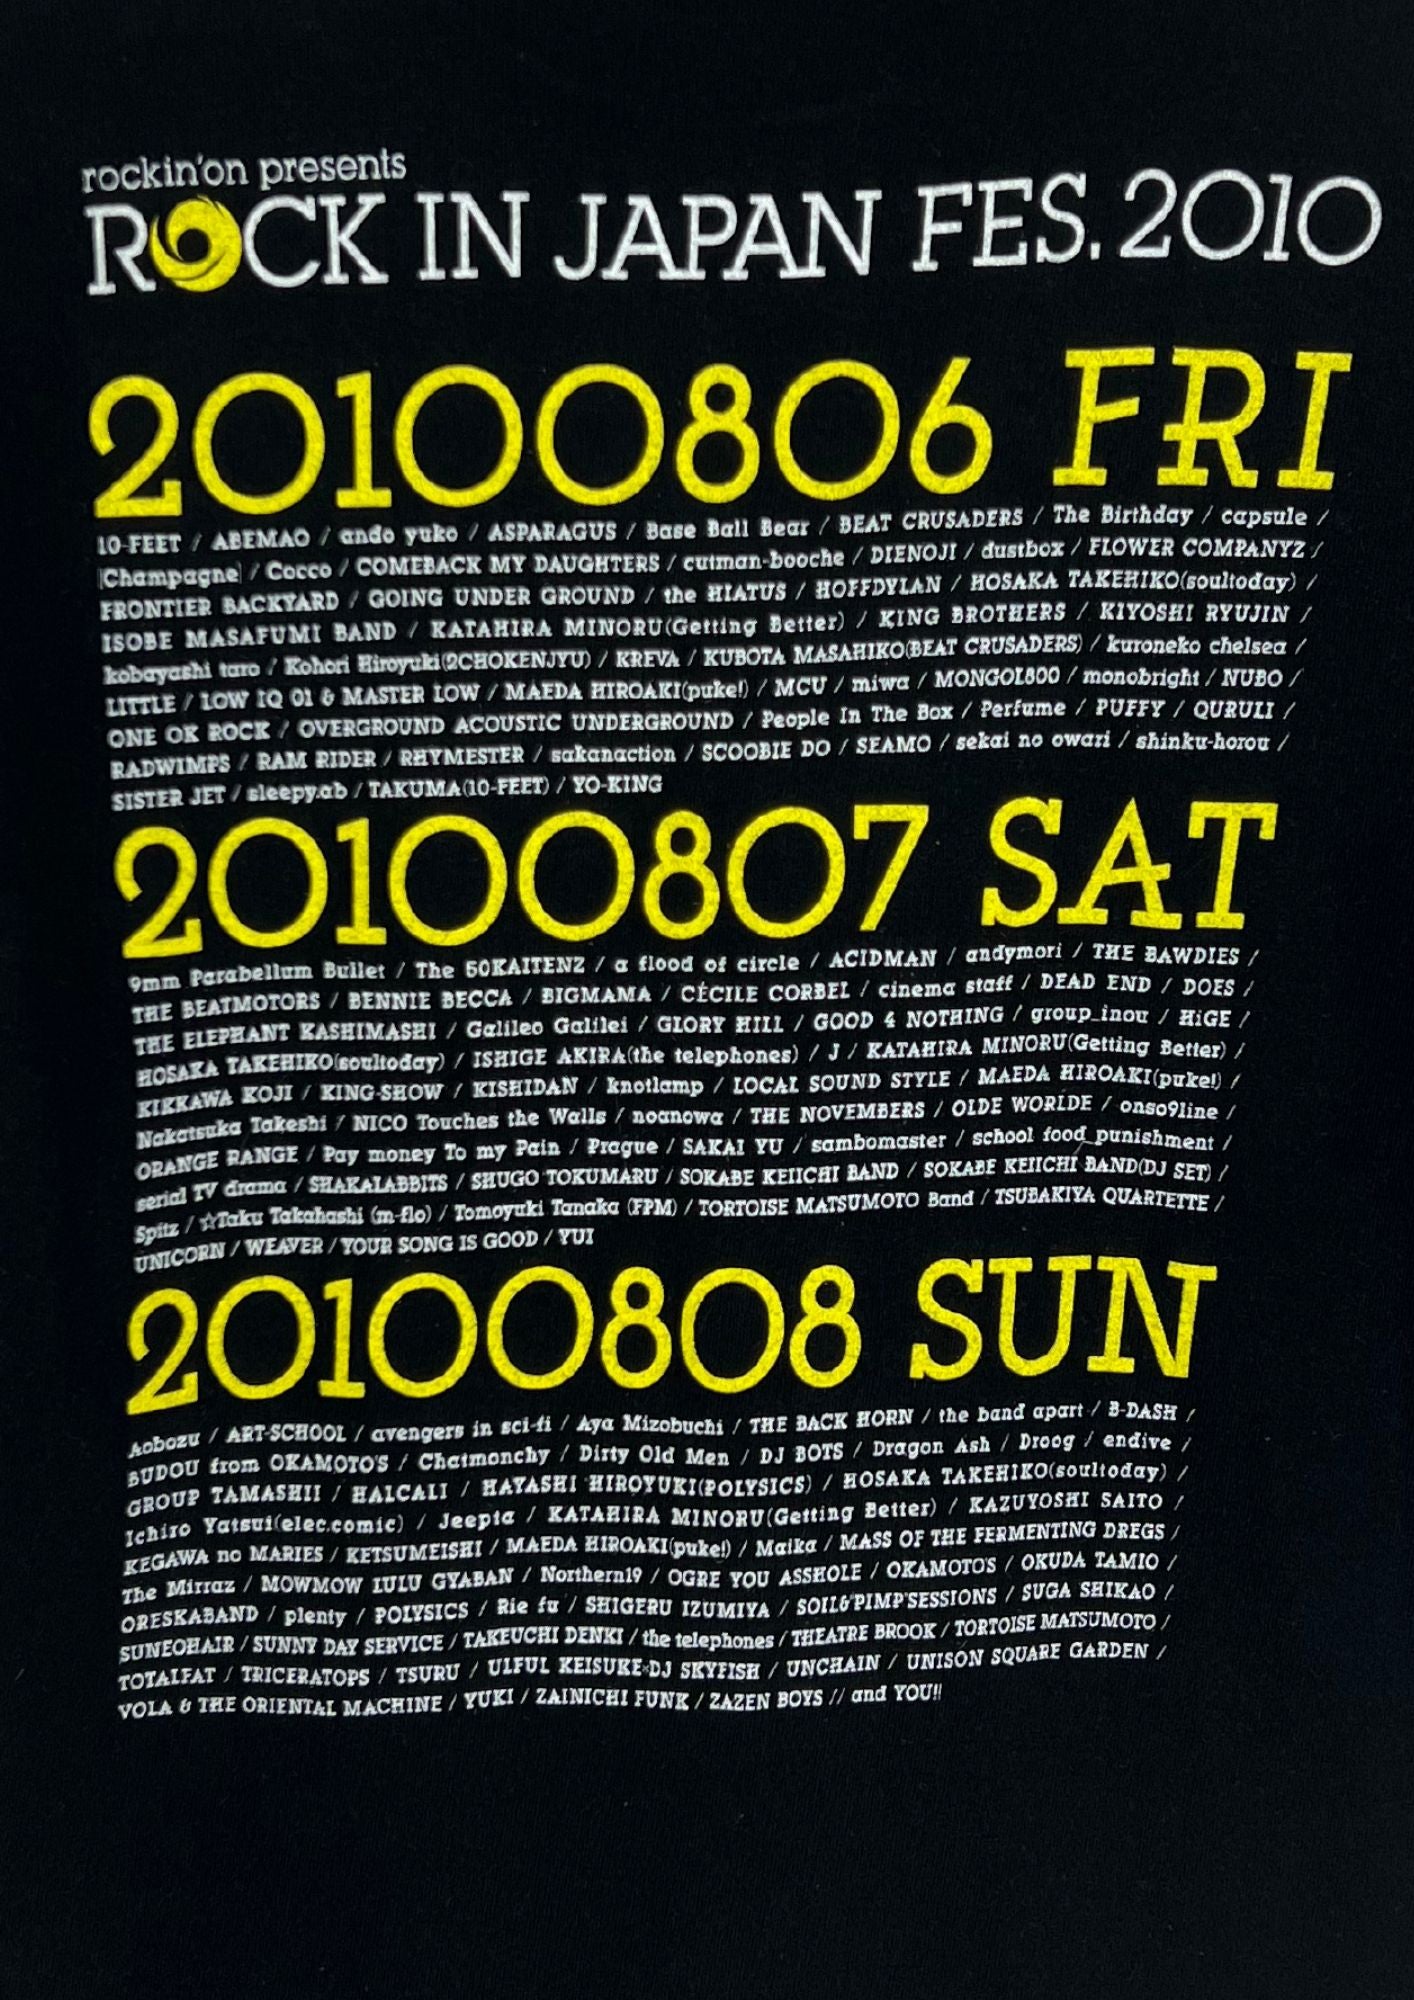 rockin'on presents
ROCK IN JAPAN FES. 2010
20100806 FRI
10-FEET / ABEMAO / ando yuko / ASPARAGUS / Base Ball Bear / BEAT CRUSADERS / The Birthday / capsule /
[Champagne] / Cocco / COMEBACK MY DAUGHTERS / cutman-booche / DIENOJI / dustbox / FLOWER COMPANYZ /
FRONTIER BACKYARD / GOING UNDER GROUND / the HIATUS / HOFFDYLAN / HOSAKA TAKEHIKO(soultoday) /
ISOBE MASAFUMI BAND / KATAHIRA MINORU(Getting Better) / KING BROTHERS / KIYOSHI RYUJIN /
kobayashi taro / Kohori Hiroyuki(2CHOKENJYU) / KREVA / KUBOTA MASAHIKO(BEAT CRUSADERS) / kuroneko chelsea /
LITTLE / LOW IQ 01 & MASTER LOW / MAEDA HIROAKI(puke!) / MCU / miwa / MONGOL800 / monobright / NUBO /
ONE OK ROCK / OVERGROUND ACOUSTIC UNDERGROUND / People In The Box / Perfume / PUFFY / QURULI /
RADWIMPS / RAM RIDER / RHYMESTER / sakanaction / SCOOBIE DO / SEAMO / sekai no owari / shinku-horou /
SISTER JET / sleepy.ab / TAKUMA(10-FEET) / YO-KING
20100807 SAT
9mm Parabellum Bullet / The 50KAITENZ / a flood of circle / ACIDMAN / andymori / THE BAWDIES /
THE BEATMOTORS / BENNIE BECCA / BIGMAMA / CÉCILE CORBEL / cinema staff / DEAD END / DOES /
THE ELEPHANT KASHIMASHI / Galileo Galilei / GLORY HILL / GOOD 4 NOTHING / group_inou / HiGE /
HOSAKA TAKEHIKO(soultoday) / ISHIGE AKIRA(the telephones) / J / KATAHIRA MINORU(Getting Better) /
KIKKAWA KOJI / KING-SHOW / KISHIDAN / knotlamp / LOCAL SOUND STYLE / MAEDA HIROAKI(puke!) /
Nakatsuka Takeshi / NICO Touches the Walls / noanowa / THE NOVEMBERS / OLDE WORLDE / onso9line /
ORANGE RANGE / Pay money To my Pain / Prague / SAKAI YU / sambomaster / school food punishment /
serial TV drama / SHAKALABBITS / SHUGO TOKUMARU / SOKABE KEIICHI BAND / SOKABE KEIICHI BAND(DJ SET) /
Spitz / ☆Taku Takahashi (m-flo) / Tomoyuki Tanaka (FPM) / TORTOISE MATSUMOTO Band / TSUBAKIYA QUARTETTE /
UNICORN / WEAVER / YOUR SONG IS GOOD / YUI
20100808 SUN
Aobozu / ART-SCHOOL / avengers in sci-fi / Aya Mizobuchi / THE BACK HORN / the band apart / B-DASH /
BUDOU from OKAMOTO'S / Chatmonchy / Dirty Old Men / DJ BOTS / Dragon Ash / Droog / endive /
GROUP TAMASHII / HALCALI / HAYASHI HIROYUKI(POLYSICS) / HOSAKA TAKEHIKO(soultoday) /
Ichiro Yatsui(elec.comic) / Jeepta / KATAHIRA MINORU(Getting Better) / KAZUYOSHI SAITO /
KEGAWA no MARIES / KETSUMEISHI / MAEDA HIROAKI(puke!) / Maika / MASS OF THE FERMENTING DREGS /
The Mirraz / MOWMOW LULU GYABAN / Northern19 / OGRE YOU ASSHOLE / OKAMOTO'S / OKUDA TAMIO /
ORESKABAND / plenty / POLYSICS / Rie fu / SHIGERU IZUMIYA / SOIL&"PIMP"SESSIONS / SUGA SHIKAO /
SUNEOHAIR / SUNNY DAY SERVICE / TAKEUCHI DENKI / the telephones / THEATRE BROOK / TORTOISE MATSUMOTO /
TOTALFAT / TRICERATOPS / TSURU / ULFUL KEISUKE×DJ SKYFISH / UNCHAIN / UNISON SQUARE GARDEN /
VOLA & THE ORIENTAL MACHINE / YUKI / ZAINICHI FUNK / ZAZEN BOYS // and YOU!!